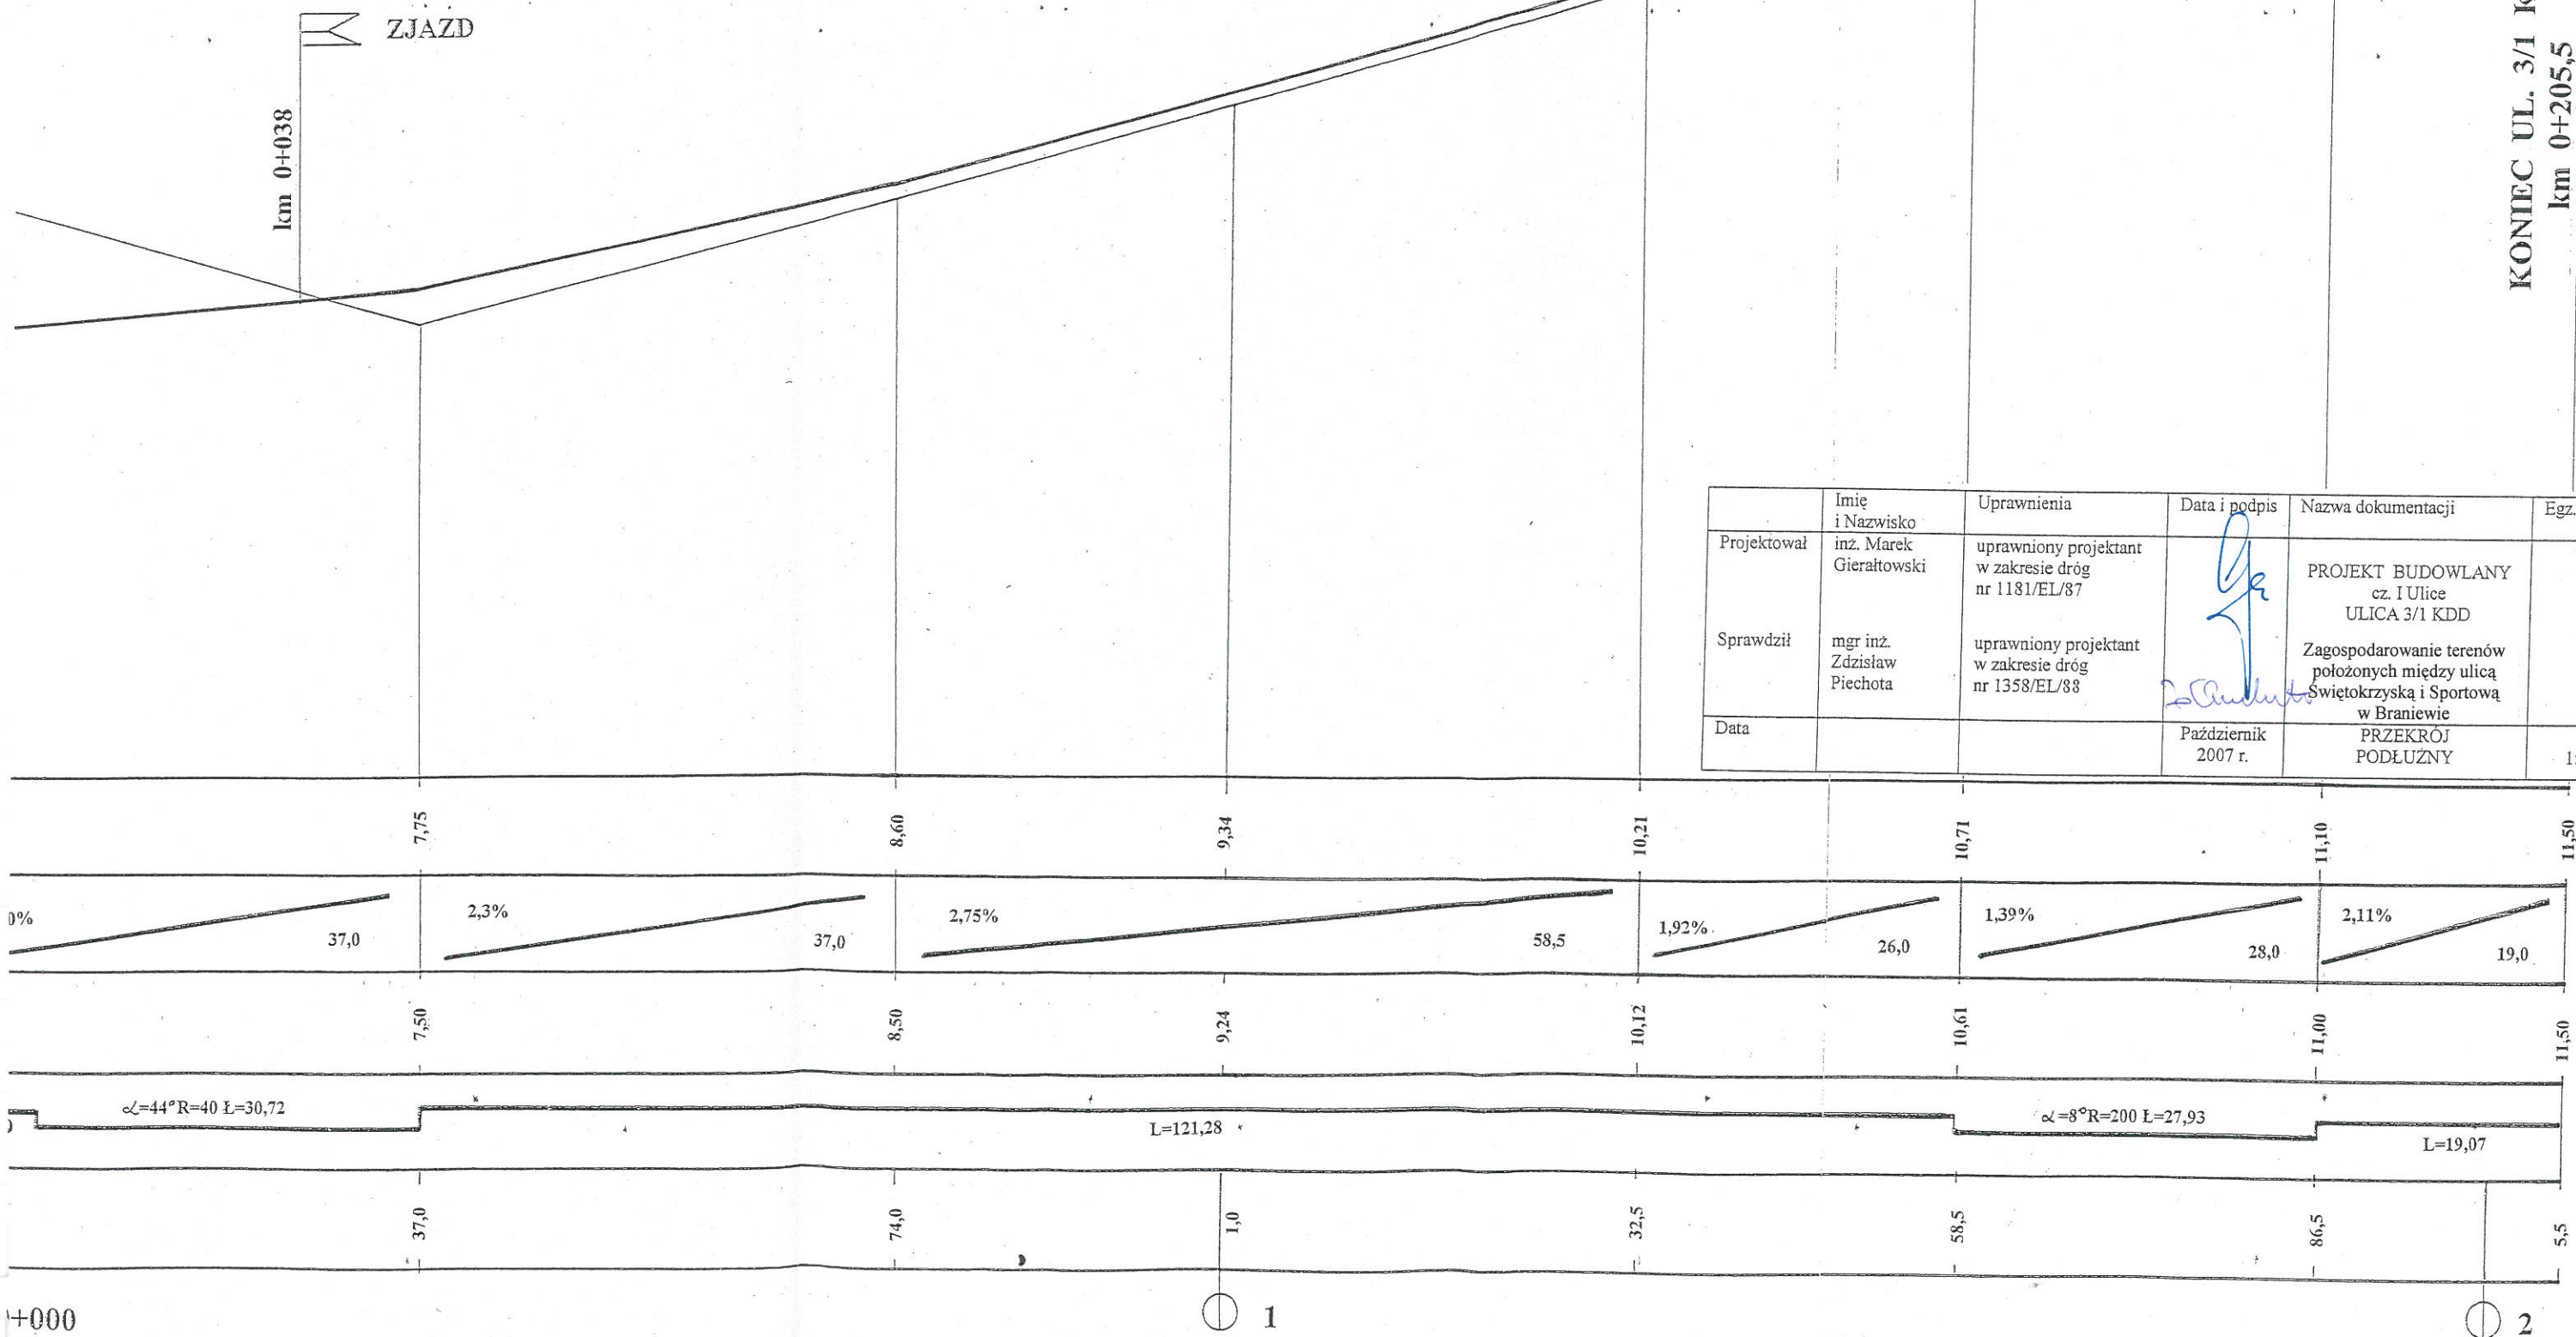 ZJAZD
km 0+038
KONIEC UL. 3/1
km 0+205,5
Imię
i Nazwisko
Uprawnienia
Data i podpis
Nazwa dokumentacji
Egz.
Projektował
inż. Marek
Gierałtowski
uprawniony projektant
w zakresie dróg
nr 1181/EL/87
PROJEKT BUDOWLANY
cz. I Ulice
ULICA 3/1 KDD
Sprawdził
mgr inż.
Zdzisław
Piechota
uprawniony projektant
w zakresie dróg
nr 1358/EL/88
Zagospodarowanie terenów
położonych między ulicą
Świętokrzyską i Sportową
w Braniewie
Data
Październik
2007 r.
PRZEKRÓJ
PODŁUŻNY
7,75
8,60
9,34
10,21
10,71
11,10
11,50
0%
37,0
2,3%
37,0
2,75%
58,5
1,92%
26,0
1,39%
28,0
2,11%
19,0
7,50
8,50
9,24
10,12
10,61
11,00
11,50
α=44° R=40 Ł=30,72
L=121,28
α=8° R=200 Ł=27,93
L=19,07
37,0
74,0
1,0
32,5
58,5
86,5
5,5
+000
1
2